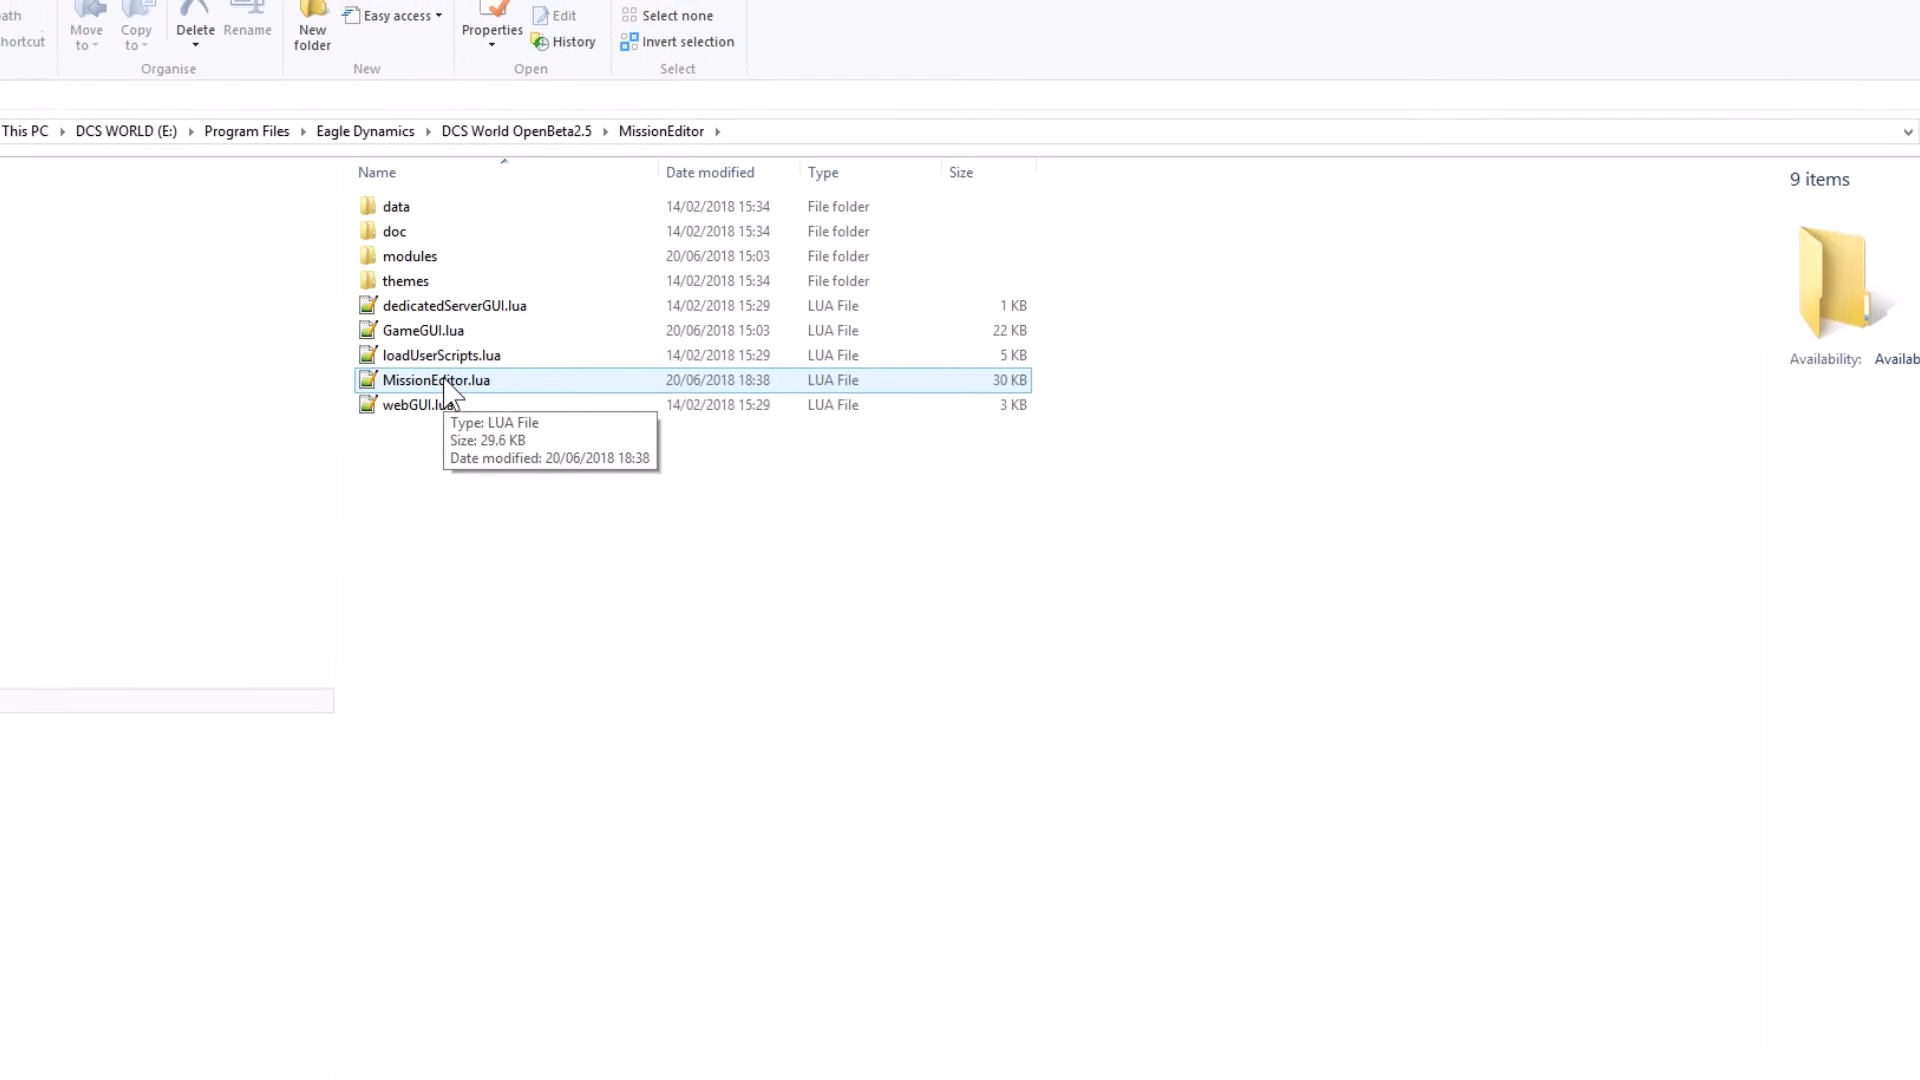 ath
hortcut
Move to
Copy to
Delete
Rename
New folder
Easy access
Properties
Edit
History
Select none
Invert selection
Organise
New
Open
Select
This PC > DCS WORLD (E:) > Program Files > Eagle Dynamics > DCS World OpenBeta2.5 > MissionEditor >
Name Date modified Type Size
data 14/02/2018 15:34 File folder
doc 14/02/2018 15:34 File folder
modules 20/06/2018 15:03 File folder
themes 14/02/2018 15:34 File folder
dedicatedServerGUI.lua 14/02/2018 15:29 LUA File 1 KB
GameGUI.lua 20/06/2018 15:03 LUA File 22 KB
loadUserScripts.lua 14/02/2018 15:29 LUA File 5 KB
MissionEditor.lua 20/06/2018 18:38 LUA File 30 KB
webGUI.lua 14/02/2018 15:29 LUA File 3 KB
Type: LUA File
Size: 29.6 KB
Date modified: 20/06/2018 18:38
9 items
Availability: Availab